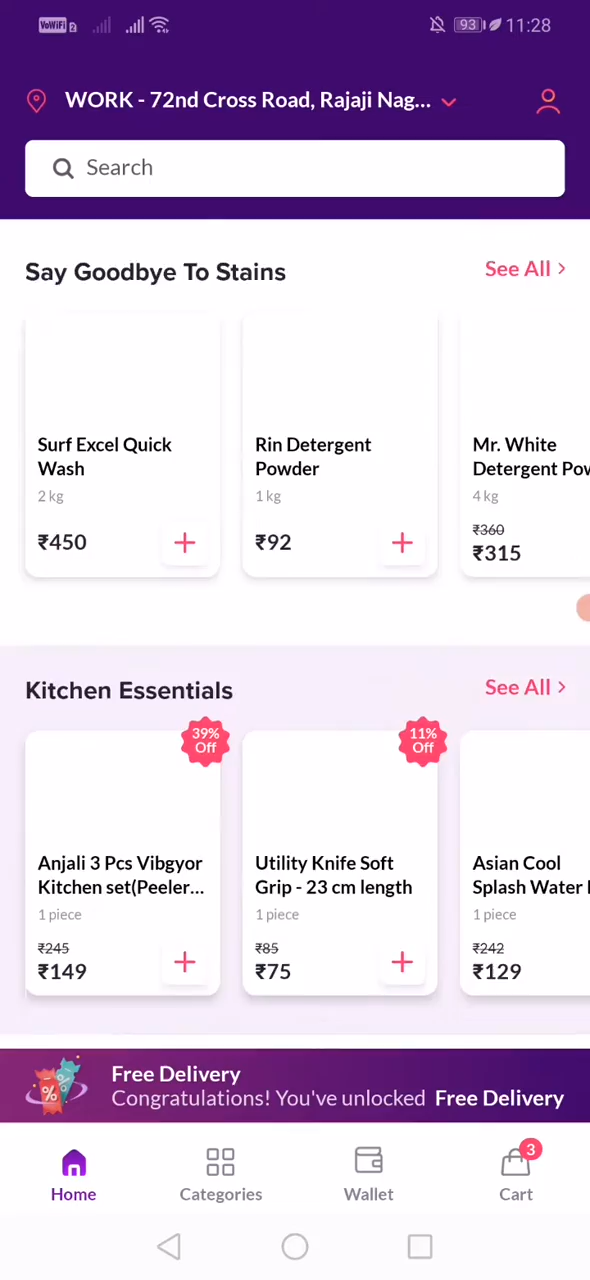 VoWiFi 2 93 11:28
WORK - 72nd Cross Road, Rajaji Nag...
Search
Say Goodbye To Stains See All >
Surf Excel Quick
Wash
2 kg
₹450
Rin Detergent
Powder
1 kg
₹92
Mr. White
Detergent Pow
4 kg
₹360
₹315
Kitchen Essentials See All >
39%
Off
Anjali 3 Pcs Vibgyor
Kitchen set(Peeler...
1 piece
₹245
₹149
11%
Off
Utility Knife Soft
Grip - 23 cm length
1 piece
₹85
₹75
Asian Cool
Splash Water
1 piece
₹242
₹129
Free Delivery
Congratulations! You've unlocked Free Delivery
Home Categories Wallet 3 Cart